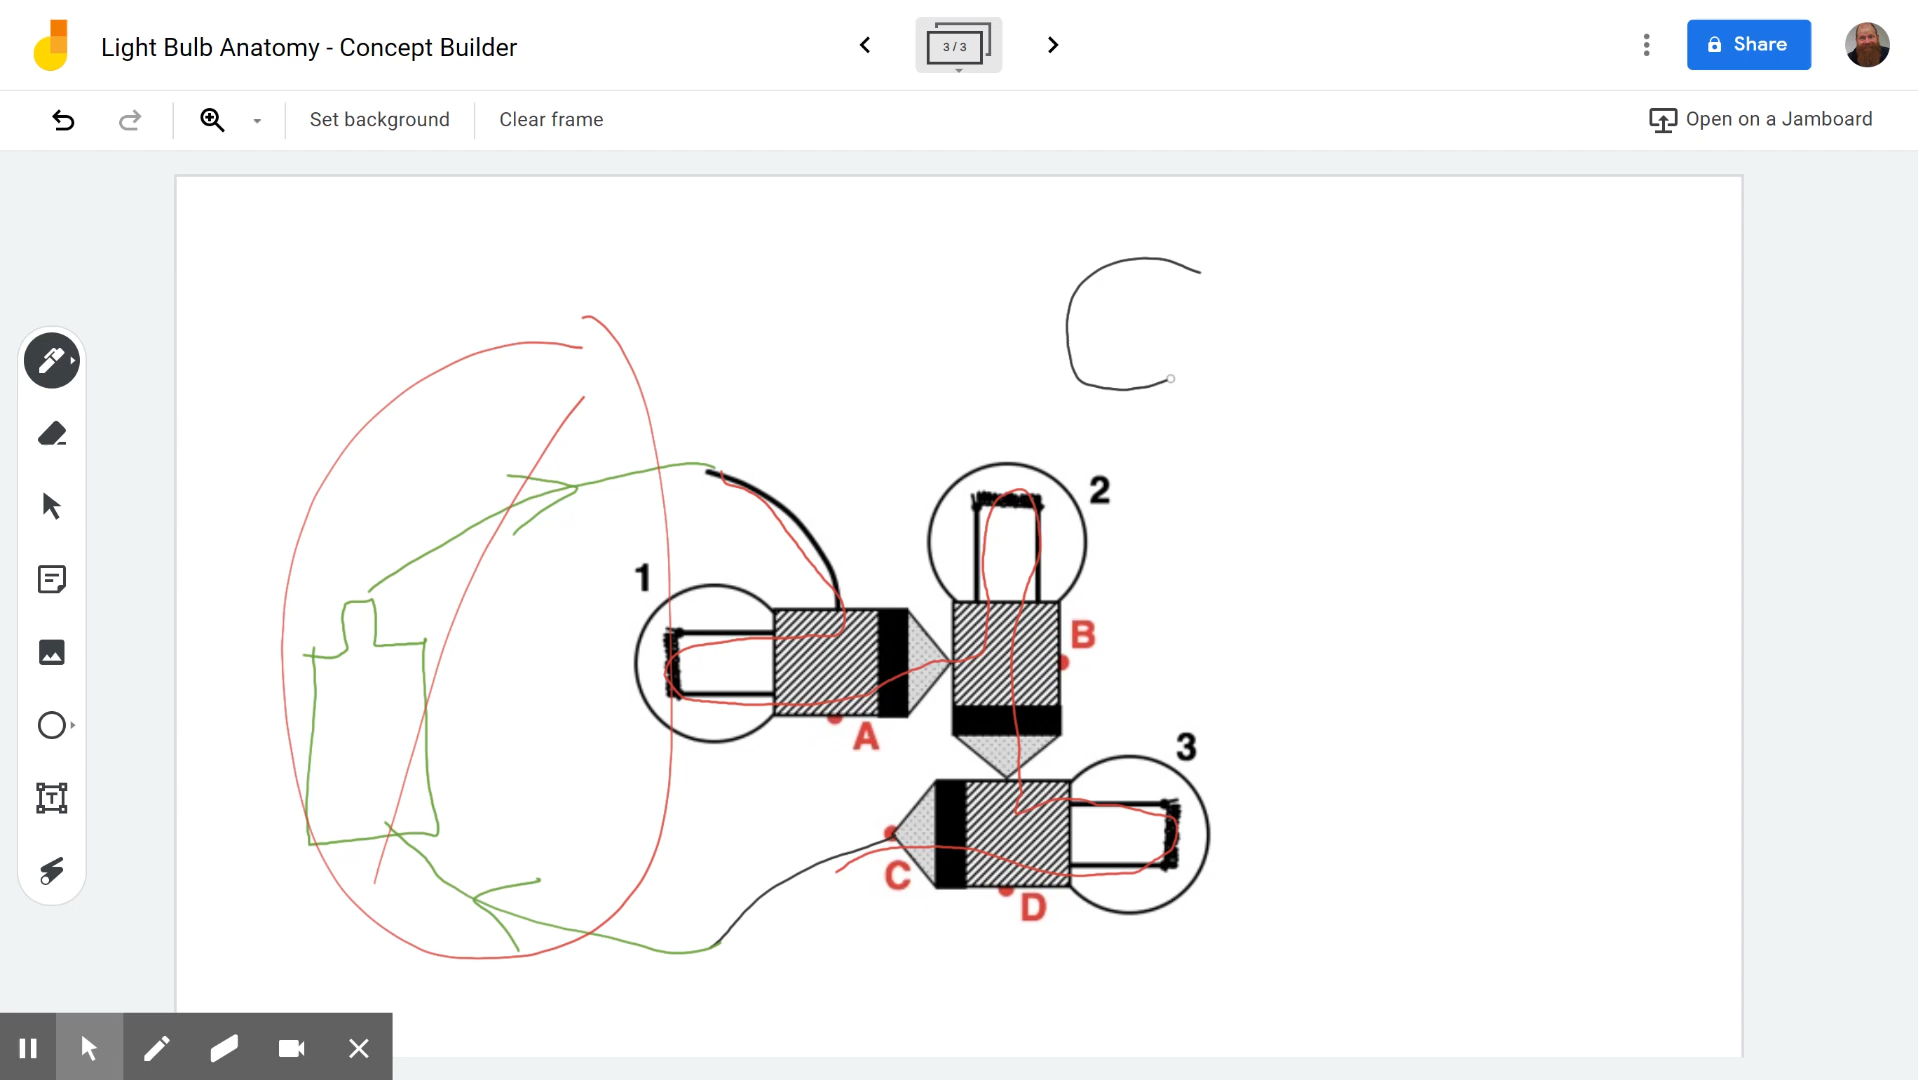 Light Bulb Anatomy - Concept Builder
3 / 3
Share
Set background
Clear frame
Open on a Jamboard
C
2
1
B
A
3
C
D
T